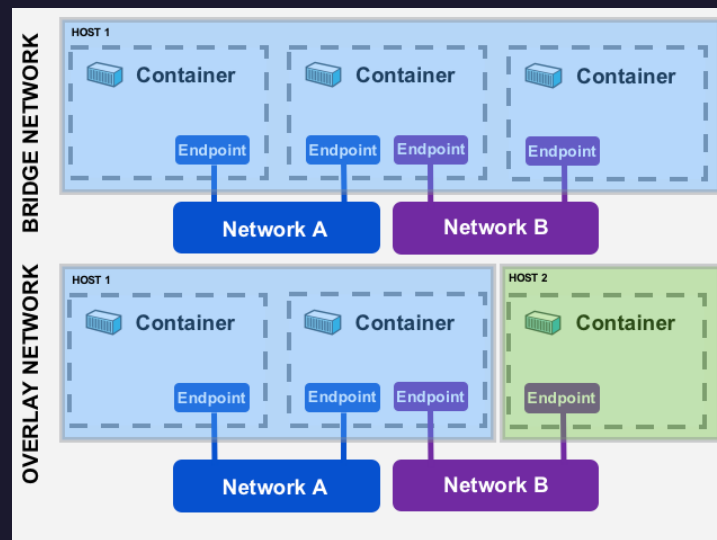 BRIDGE NETWORK
HOST 1
Container
Container
Container
Endpoint
Endpoint
Endpoint
Endpoint
Network A
Network B
OVERLAY NETWORK
HOST 1
HOST 2
Container
Container
Container
Endpoint
Endpoint
Endpoint
Endpoint
Network A
Network B